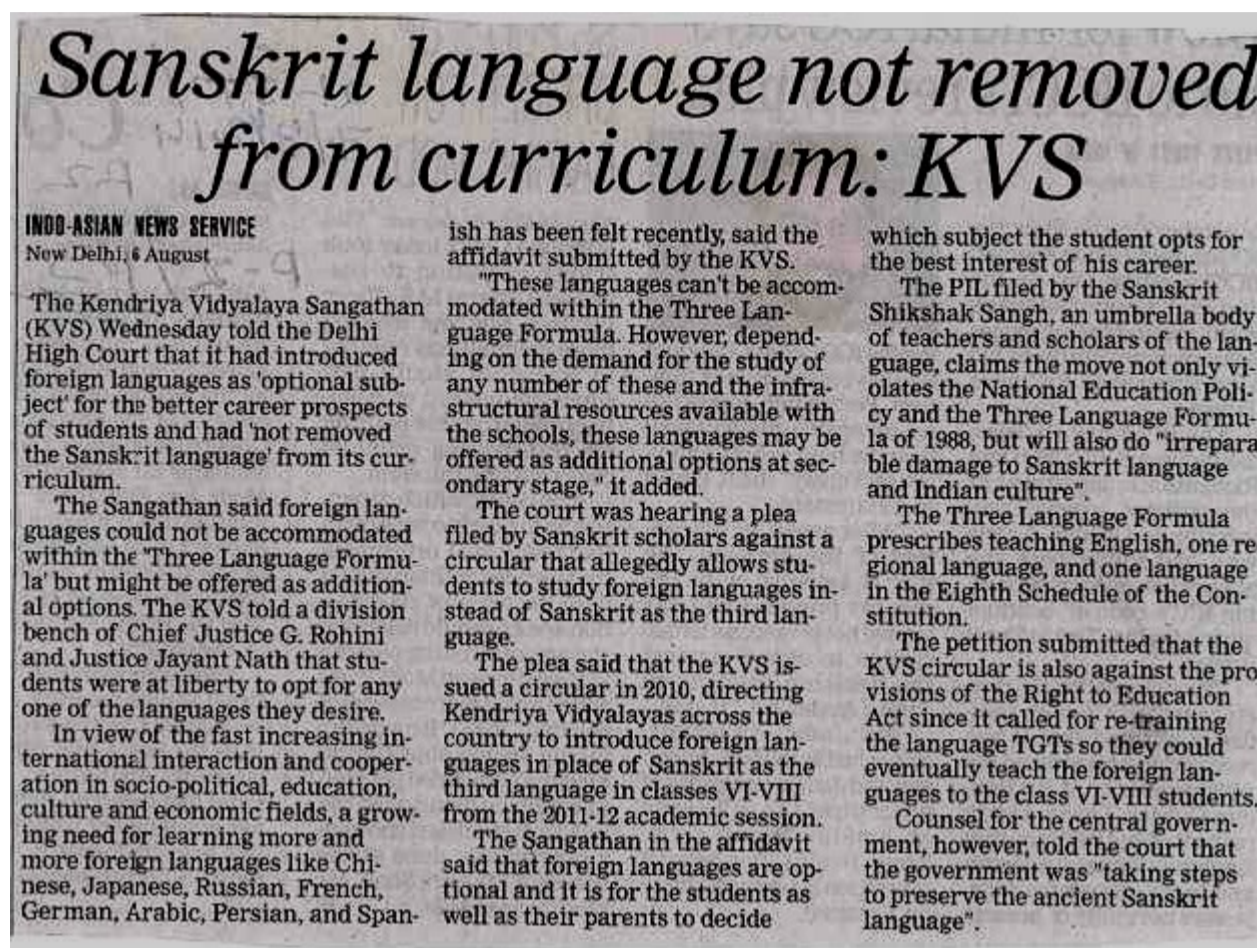 Sanskrit language not removed
from curriculum: KVS
INDO-ASIAN NEWS SERVICE
New Delhi, 6 August
The Kendriya Vidyalaya Sangathan
(KVS) Wednesday told the Delhi
High Court that it had introduced
foreign languages as 'optional sub-
ject' for the better career prospects
of students and had 'not removed
the Sanskrit language' from its cur-
riculum.
The Sangathan said foreign lan-
guages could not be accommodated
within the 'Three Language Formu-
la' but might be offered as addition-
al options. The KVS told a division
bench of Chief Justice G. Rohini
and Justice Jayant Nath that stu-
dents were at liberty to opt for any
one of the languages they desire.
In view of the fast increasing in-
ternational interaction and cooper-
ation in socio-political, education,
culture and economic fields, a grow-
ing need for learning more and
more foreign languages like Chi-
nese, Japanese, Russian, French,
German, Arabic, Persian, and Span-
ish has been felt recently, said the
affidavit submitted by the KVS.
"These languages can't be accom-
modated within the Three Lan-
guage Formula. However, depend-
ing on the demand for the study of
any number of these and the infra-
structural resources available with
the schools, these languages may be
offered as additional options at sec-
ondary stage," it added.
The court was hearing a plea
filed by Sanskrit scholars against a
circular that allegedly allows stu-
dents to study foreign languages in-
stead of Sanskrit as the third lan-
guage.
The plea said that the KVS is-
sued a circular in 2010, directing
Kendriya Vidyalayas across the
country to introduce foreign lan-
guages in place of Sanskrit as the
third language in classes VI-VIII
from the 2011-12 academic session.
The Sangathan in the affidavit
said that foreign languages are op-
tional and it is for the students as
well as their parents to decide
which subject the student opts for
the best interest of his career.
The PIL filed by the Sanskrit
Shikshak Sangh, an umbrella body
of teachers and scholars of the lan-
guage, claims the move not only vi-
olates the National Education Poli-
cy and the Three Language Formu-
la of 1988, but will also do "irrepara
ble damage to Sanskrit language
and Indian culture".
The Three Language Formula
prescribes teaching English, one re
gional language, and one language
in the Eighth Schedule of the Con-
stitution.
The petition submitted that the
KVS circular is also against the pro
visions of the Right to Education
Act since it called for re-training
the language TGTs so they could
eventually teach the foreign lan-
guages to the class VI-VIII students.
Counsel for the central govern-
ment, however, told the court that
the government was "taking steps
to preserve the ancient Sanskrit
language".